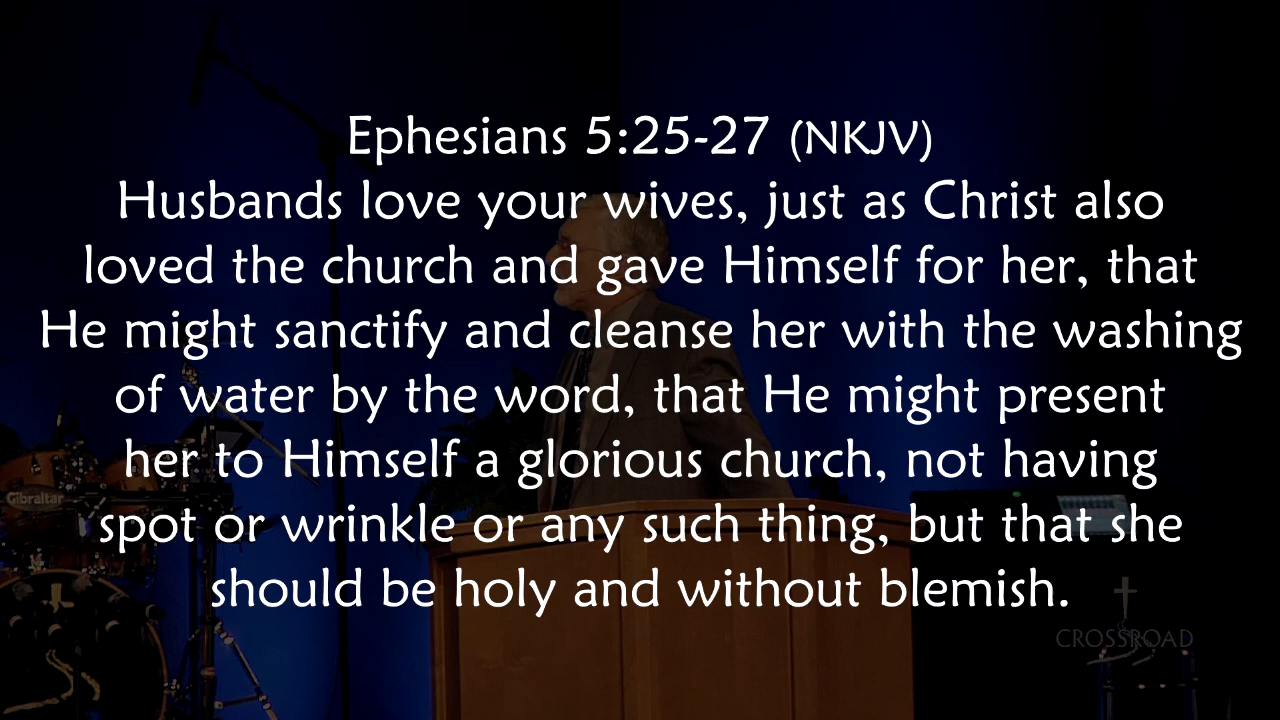 Ephesians 5:25-27 (NKJV)
Husbands love your wives, just as Christ also
loved the church and gave Himself for her, that
He might sanctify and cleanse her with the washing
of water by the word, that He might present
her to Himself a glorious church, not having
spot or wrinkle or any such thing, but that she
should be holy and without blemish.
Gibraltar
CROSSROAD